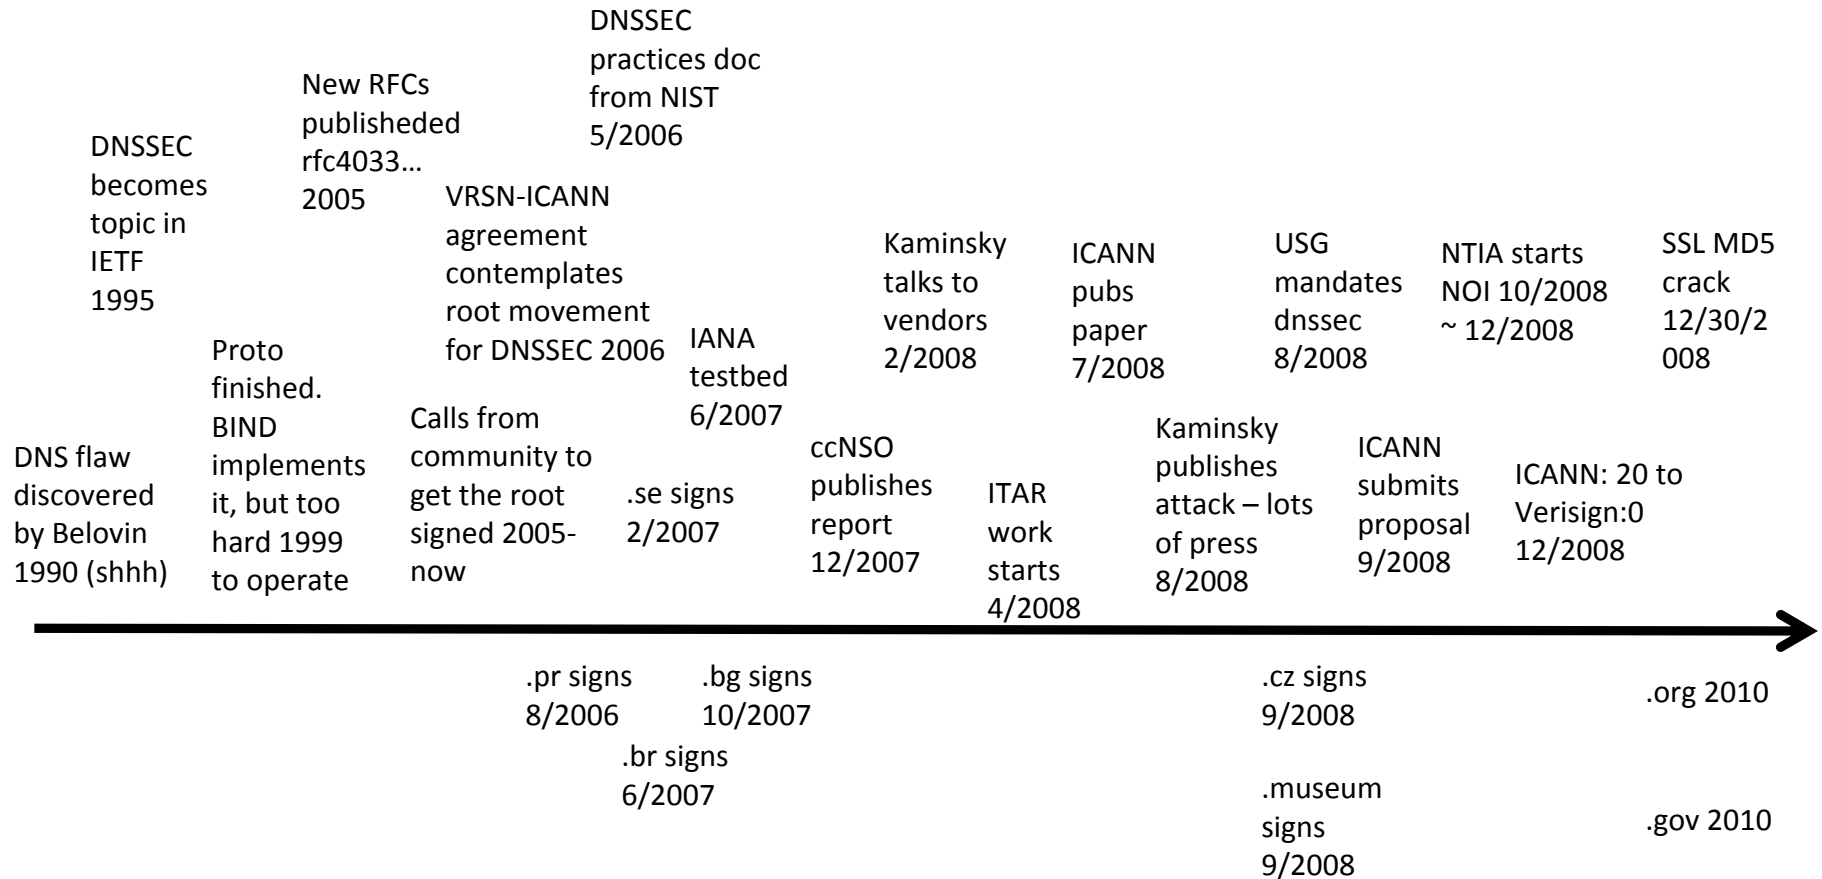 DNS flaw
discovered
by Belovin
1990 (shhh)
DNSSEC
becomes
topic in
IETF
1995
Proto
finished.
BIND
implements
it, but too
hard 1999
to operate
New RFCs
publisheded
rfc4033…
2005
Calls from
community to
get the root
signed 2005-
now
VRSN-ICANN
agreement
contemplates
root movement
for DNSSEC 2006
DNSSEC
practices doc
from NIST
5/2006
.se signs
2/2007
IANA
testbed
6/2007
ccNSO
publishes
report
12/2007
Kaminsky
talks to
vendors
2/2008
ITAR
work
starts
4/2008
ICANN
pubs
paper
7/2008
Kaminsky
publishes
attack – lots
of press
8/2008
USG
mandates
dnssec
8/2008
ICANN
submits
proposal
9/2008
NTIA starts
NOI 10/2008
~ 12/2008
ICANN: 20 to
Verisign:0
12/2008
SSL MD5
crack
12/30/2
008
.pr signs
8/2006
.br signs
6/2007
.bg signs
10/2007
.cz signs
9/2008
.museum
signs
9/2008
.org 2010
.gov 2010